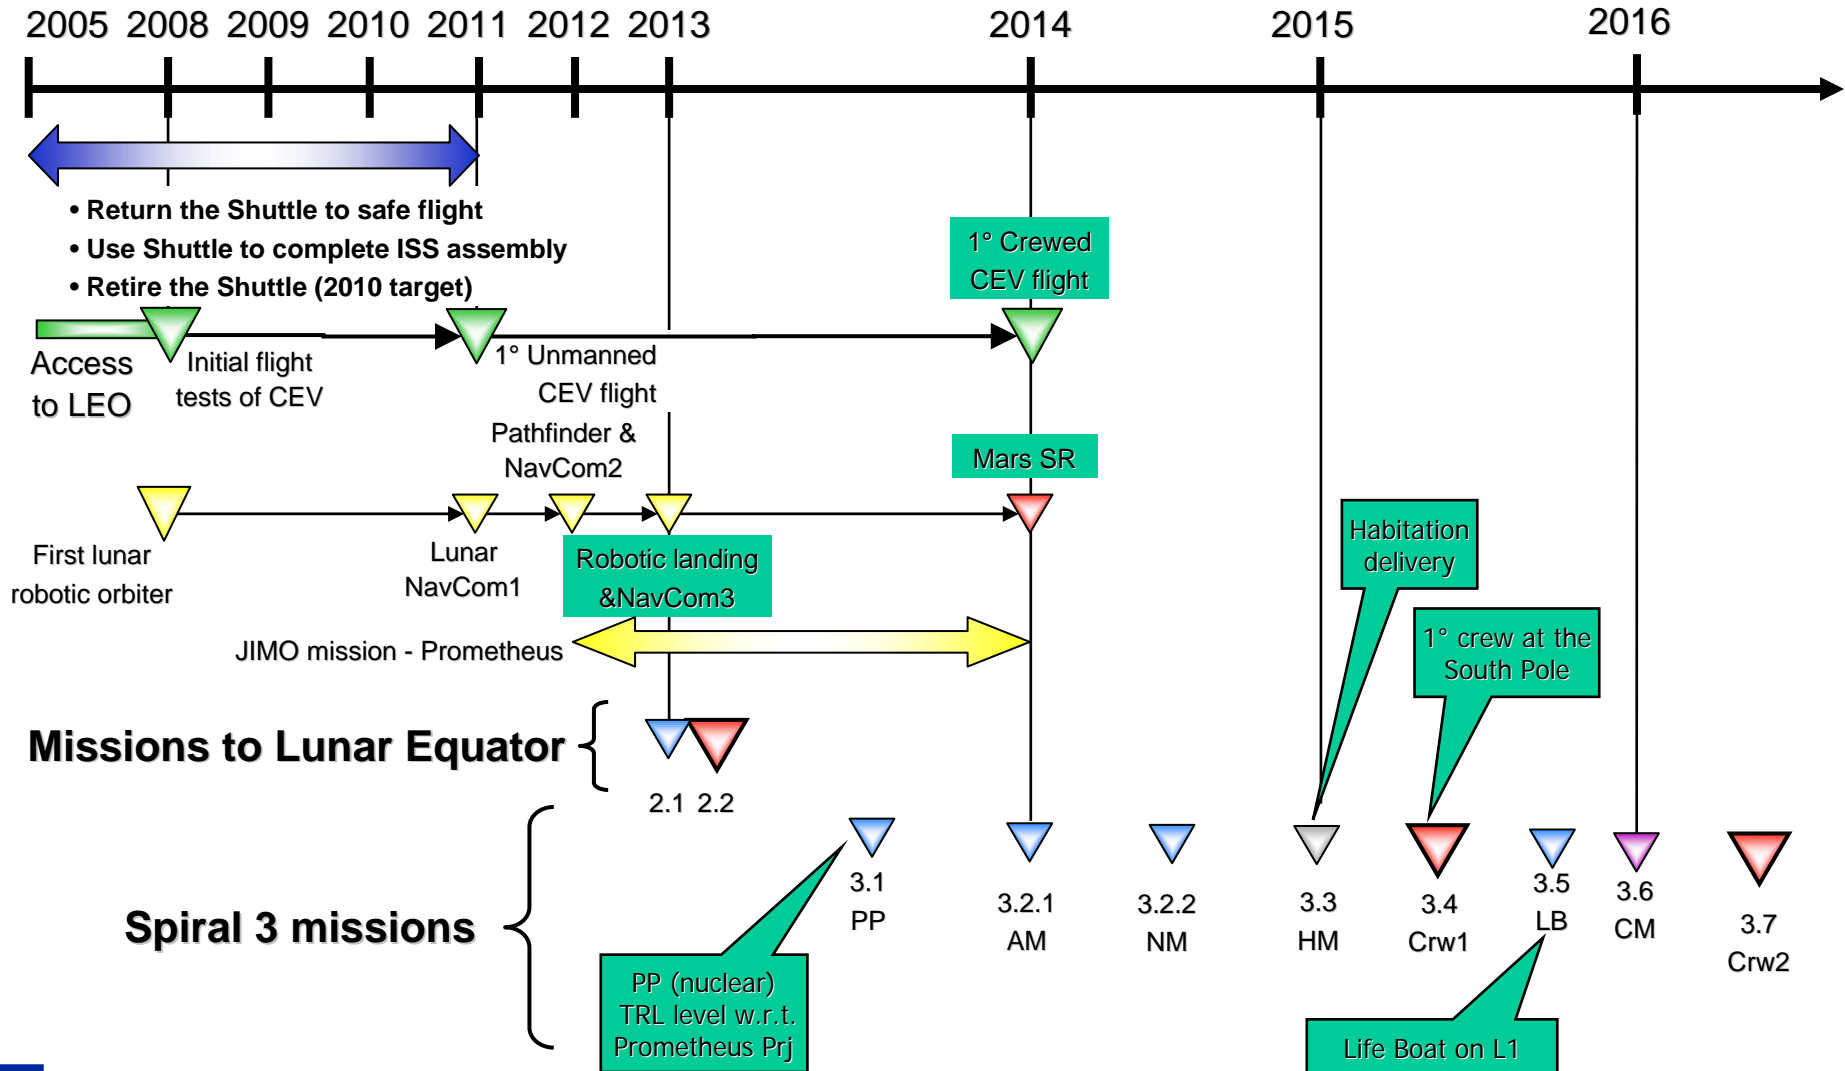 2005 2008 2009 2010 2011 2012 2013 2014 2015 2016
• Return the Shuttle to safe flight
• Use Shuttle to complete ISS assembly
• Retire the Shuttle (2010 target)
1° Crewed
CEV flight
Access
to LEO
Initial flight
tests of CEV
1° Unmanned
CEV flight
Pathfinder &
NavCom2
Mars SR
First lunar
robotic orbiter
Lunar
NavCom1
Robotic landing
&NavCom3
Habitation
delivery
1° crew at the
South Pole
JIMO mission - Prometheus
Missions to Lunar Equator
2.1 2.2
Spiral 3 missions
3.1
PP
3.2.1
AM
3.2.2
NM
3.3
HM
3.4
Crw1
3.5
LB
3.6
CM
3.7
Crw2
PP (nuclear)
TRL level w.r.t.
Prometheus Prj
Life Boat on L1